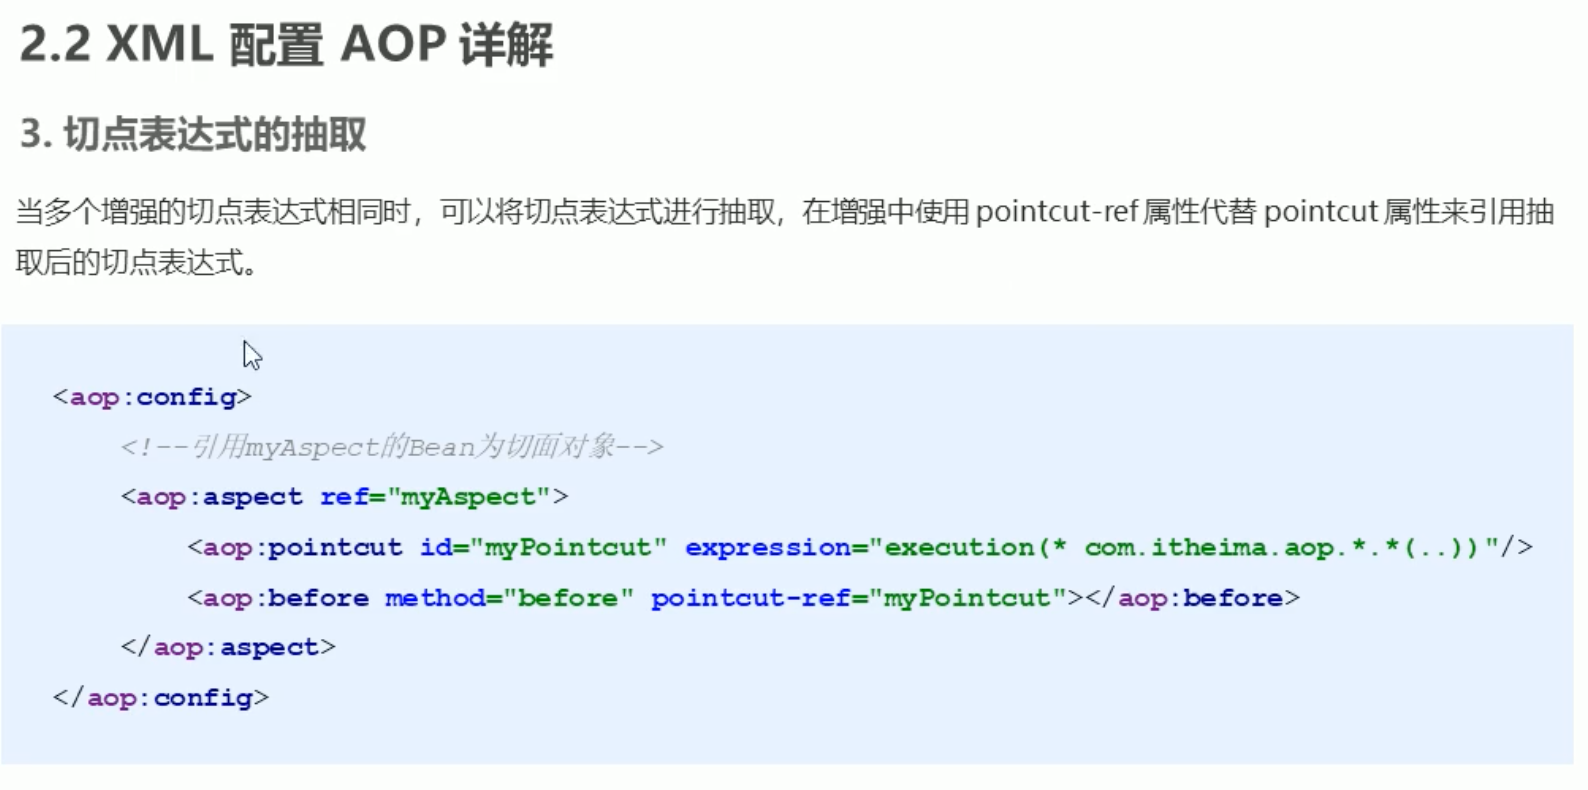 2.2 XML 配置 AOP 详解
3. 切点表达式的抽取
当多个增强的切点表达式相同时，可以将切点表达式进行抽取，在增强中使用 pointcut-ref 属性代替 pointcut 属性来引用抽
取后的切点表达式。
<aop:config>
<!--引用myAspect的Bean为切面对象-->
<aop:aspect ref="myAspect">
<aop:pointcut id="myPointcut" expression="execution(* com.itheima.aop.*.*(..))"/>
<aop:before method="before" pointcut-ref="myPointcut"></aop:before>
</aop:aspect>
</aop:config>